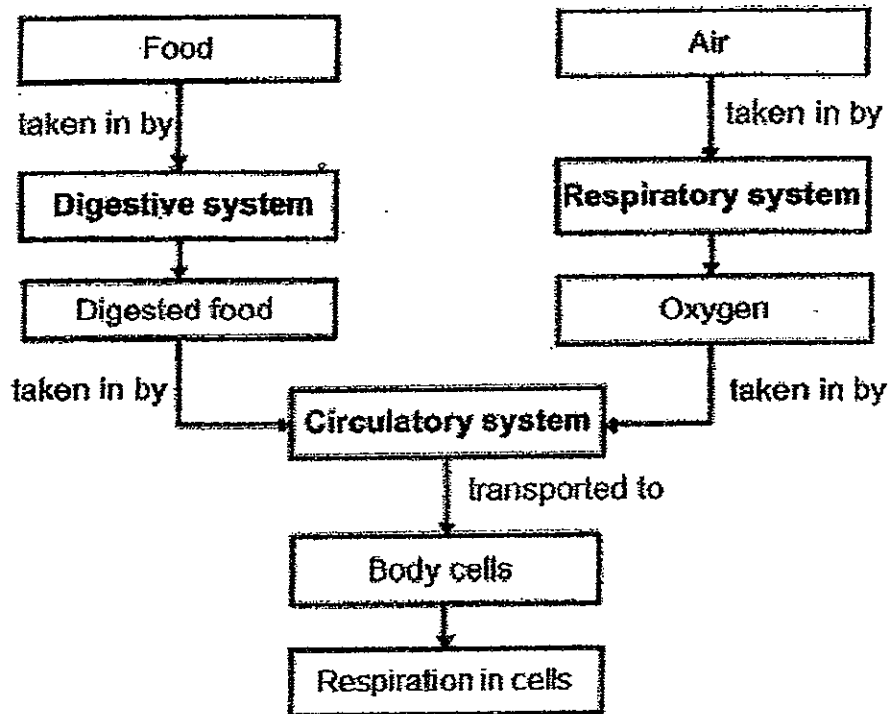 Food
Air
taken in by
taken in by
Digestive system
Respiratory system
Digested food
Oxygen
taken in by
taken in by
Circulatory system
transported to
Body cells
Respiration in cells